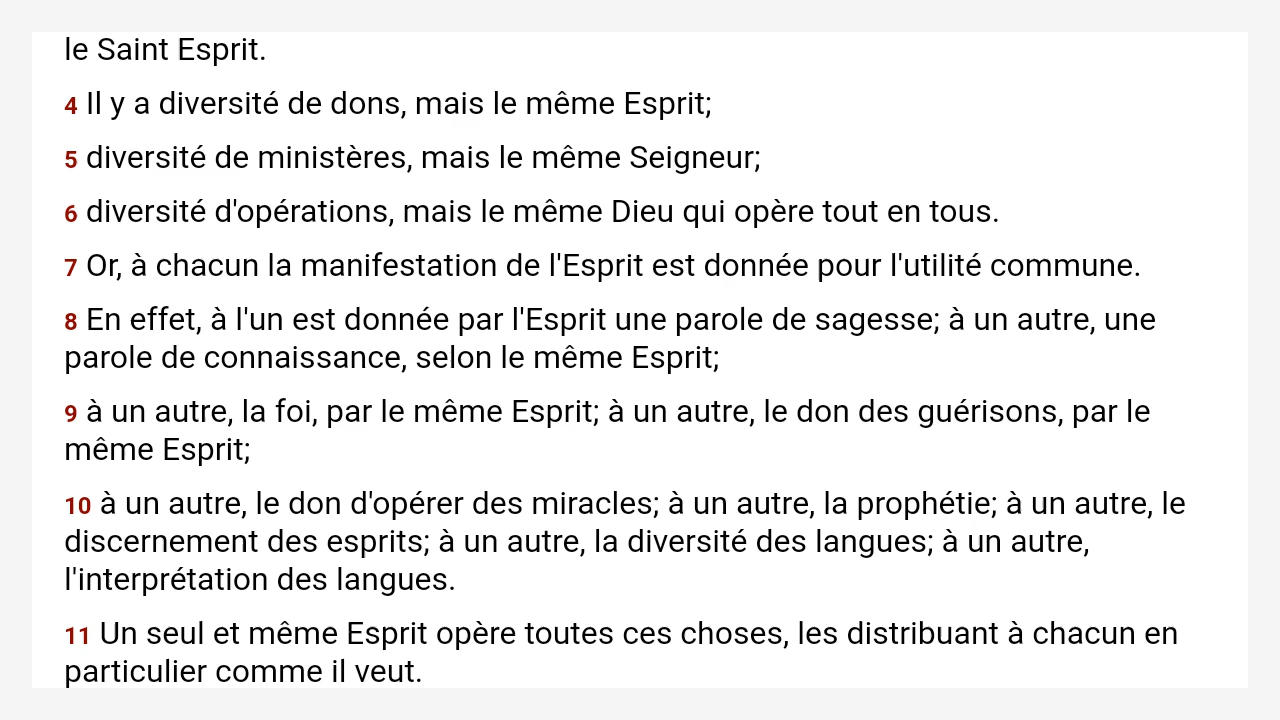 le Saint Esprit.
4 Il y a diversité de dons, mais le même Esprit;
5 diversité de ministères, mais le même Seigneur;
6 diversité d'opérations, mais le même Dieu qui opère tout en tous.
7 Or, à chacun la manifestation de l'Esprit est donnée pour l'utilité commune.
8 En effet, à l'un est donnée par l'Esprit une parole de sagesse; à un autre, une
parole de connaissance, selon le même Esprit;
9 à un autre, la foi, par le même Esprit; à un autre, le don des guérisons, par le
même Esprit;
10 à un autre, le don d'opérer des miracles; à un autre, la prophétie; à un autre, le
discernement des esprits; à un autre, la diversité des langues; à un autre,
l'interprétation des langues.
11 Un seul et même Esprit opère toutes ces choses, les distribuant à chacun en
particulier comme il veut.